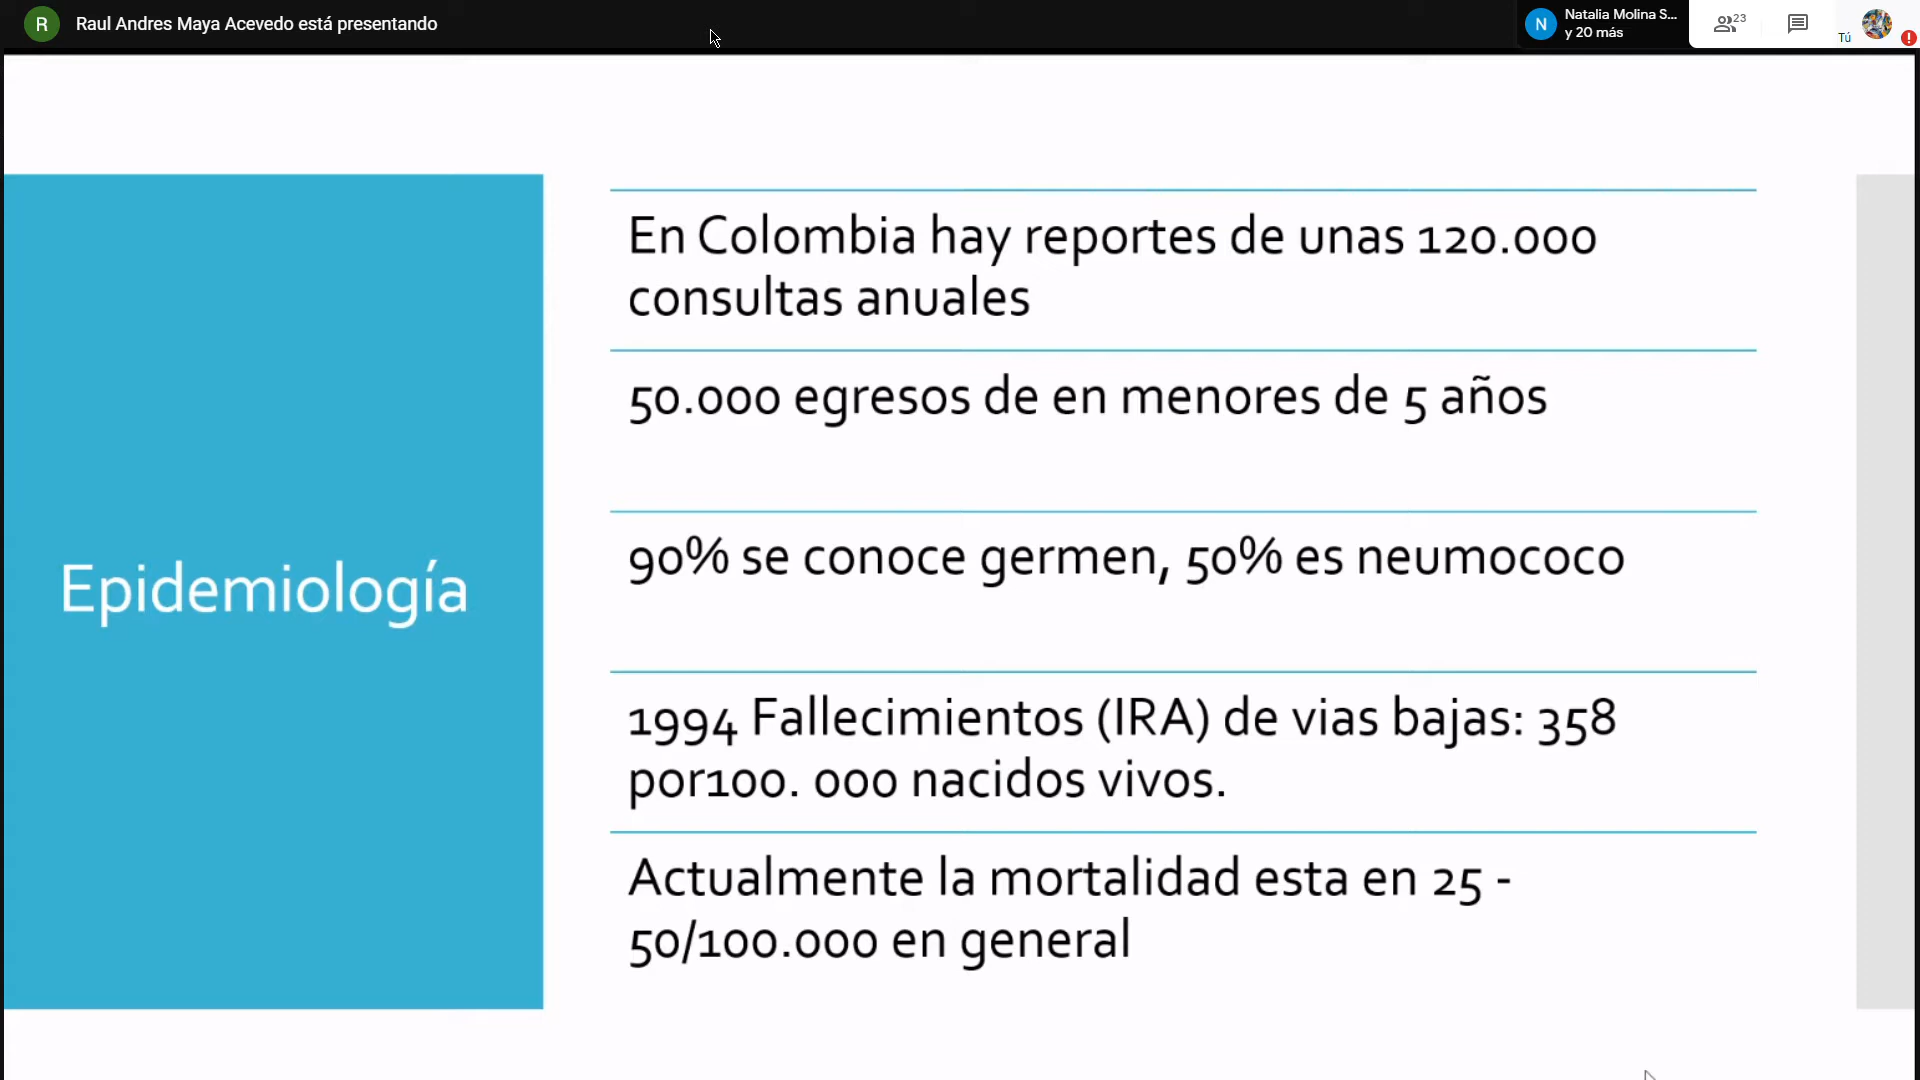 R Raul Andres Maya Acevedo está presentando
N Natalia Molina S...
y 20 más
23
Tú
Epidemiología
En Colombia hay reportes de unas 120.000
consultas anuales
50.000 egresos de en menores de 5 años
90% se conoce germen, 50% es neumococo
1994 Fallecimientos (IRA) de vias bajas: 358
por100. 000 nacidos vivos.
Actualmente la mortalidad esta en 25 -
50/100.000 en general